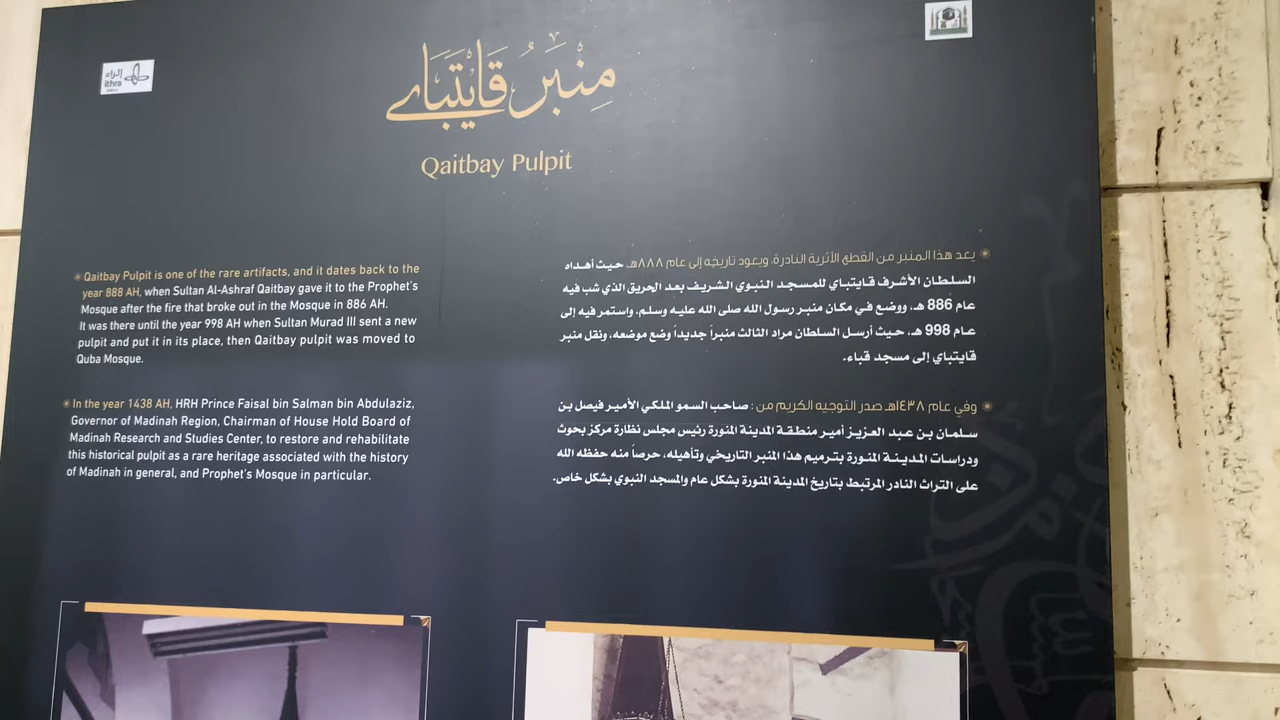 إثراء
ithra
مِنْبَرُ قَايِتْبَاي
Qaitbay Pulpit
Qaitbay Pulpit is one of the rare artifacts, and it dates back to the
year 888 AH, when Sultan Al-Ashraf Qaitbay gave it to the Prophet's
Mosque after the fire that broke out in the Mosque in 886 AH.
It was there until the year 998 AH when Sultan Murad III sent a new
pulpit and put it in its place, then Qaitbay pulpit was moved to
Quba Mosque.
In the year 1438 AH, HRH Prince Faisal bin Salman bin Abdulaziz,
Governor of Madinah Region, Chairman of House Hold Board of
Madinah Research and Studies Center, to restore and rehabilitate
this historical pulpit as a rare heritage associated with the history
of Madinah in general, and Prophet's Mosque in particular.
يعد هذا المنبر من القطع الأثرية النادرة، ويعود تاريخه إلى عام ٨٨٨هـ، حيث أهداه
السلطان الأشرف قايتباي للمسجد النبوي الشريف بعد الحريق الذي شب فيه
عام 886 هـ، ووضع في مكان منبر رسول الله صلى الله عليه وسلم، واستمر فيه إلى
عام 998 هـ، حيث أرسل السلطان مراد الثالث منبراً جديداً وضع موضعه، ونقل منبر
قايتباي إلى مسجد قباء.
وفي عام ١٤٣٨هـ صدر التوجيه الكريم من : صاحب السمو الملكي الأمير فيصل بن
سلمان بن عبد العزيز أمير منطقة المدينة المنورة رئيس مجلس نظارة مركز بحوث
ودراسات المدينة المنورة بترميم هذا المنبر التاريخي وتأهيله، حرصاً منه حفظه الله
على التراث النادر المرتبط بتاريخ المدينة المنورة بشكل عام والمسجد النبوي بشكل خاص.